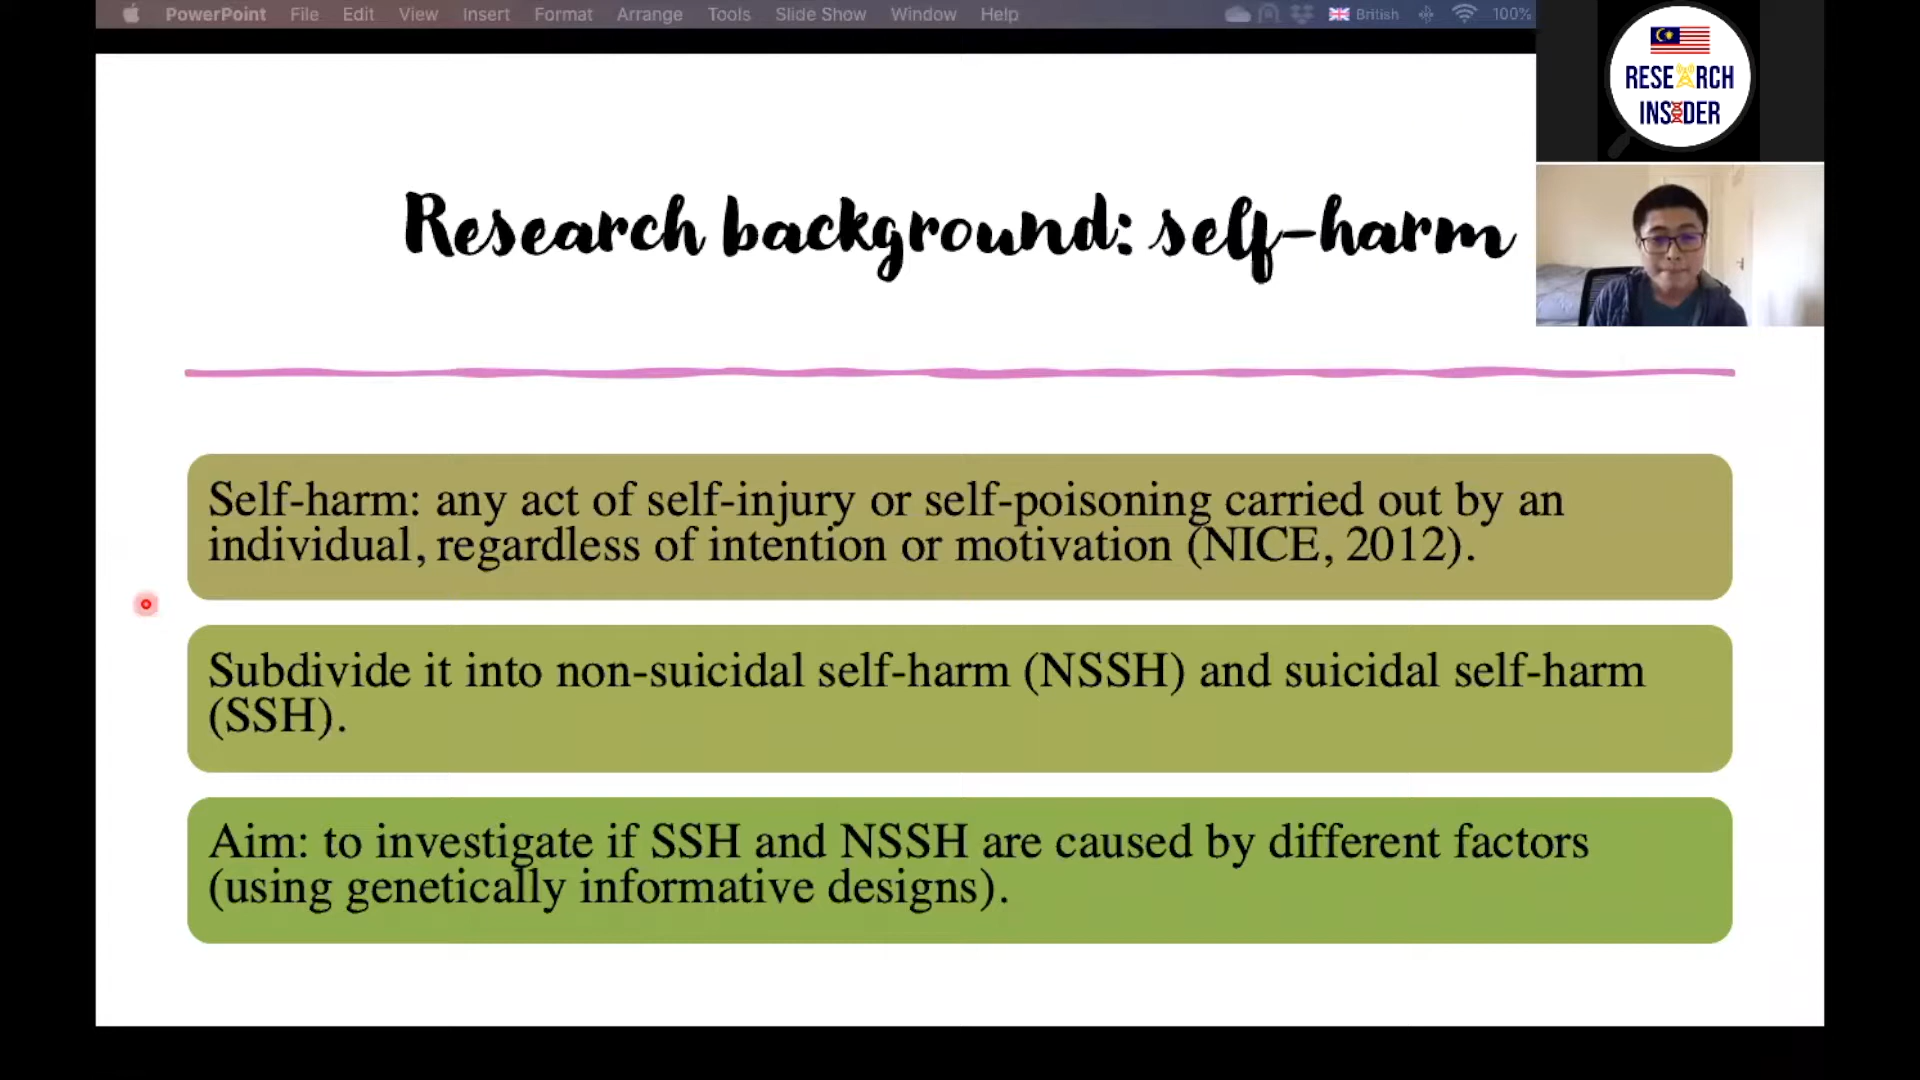 PowerPoint File Edit View Insert Format Arrange Tools Slide Show Window Help British 100%
RESEARCH
INSIDER
Research background: self-harm
Self-harm: any act of self-injury or self-poisoning carried out by an
individual, regardless of intention or motivation (NICE, 2012).
Subdivide it into non-suicidal self-harm (NSSH) and suicidal self-harm
(SSH).
Aim: to investigate if SSH and NSSH are caused by different factors
(using genetically informative designs).